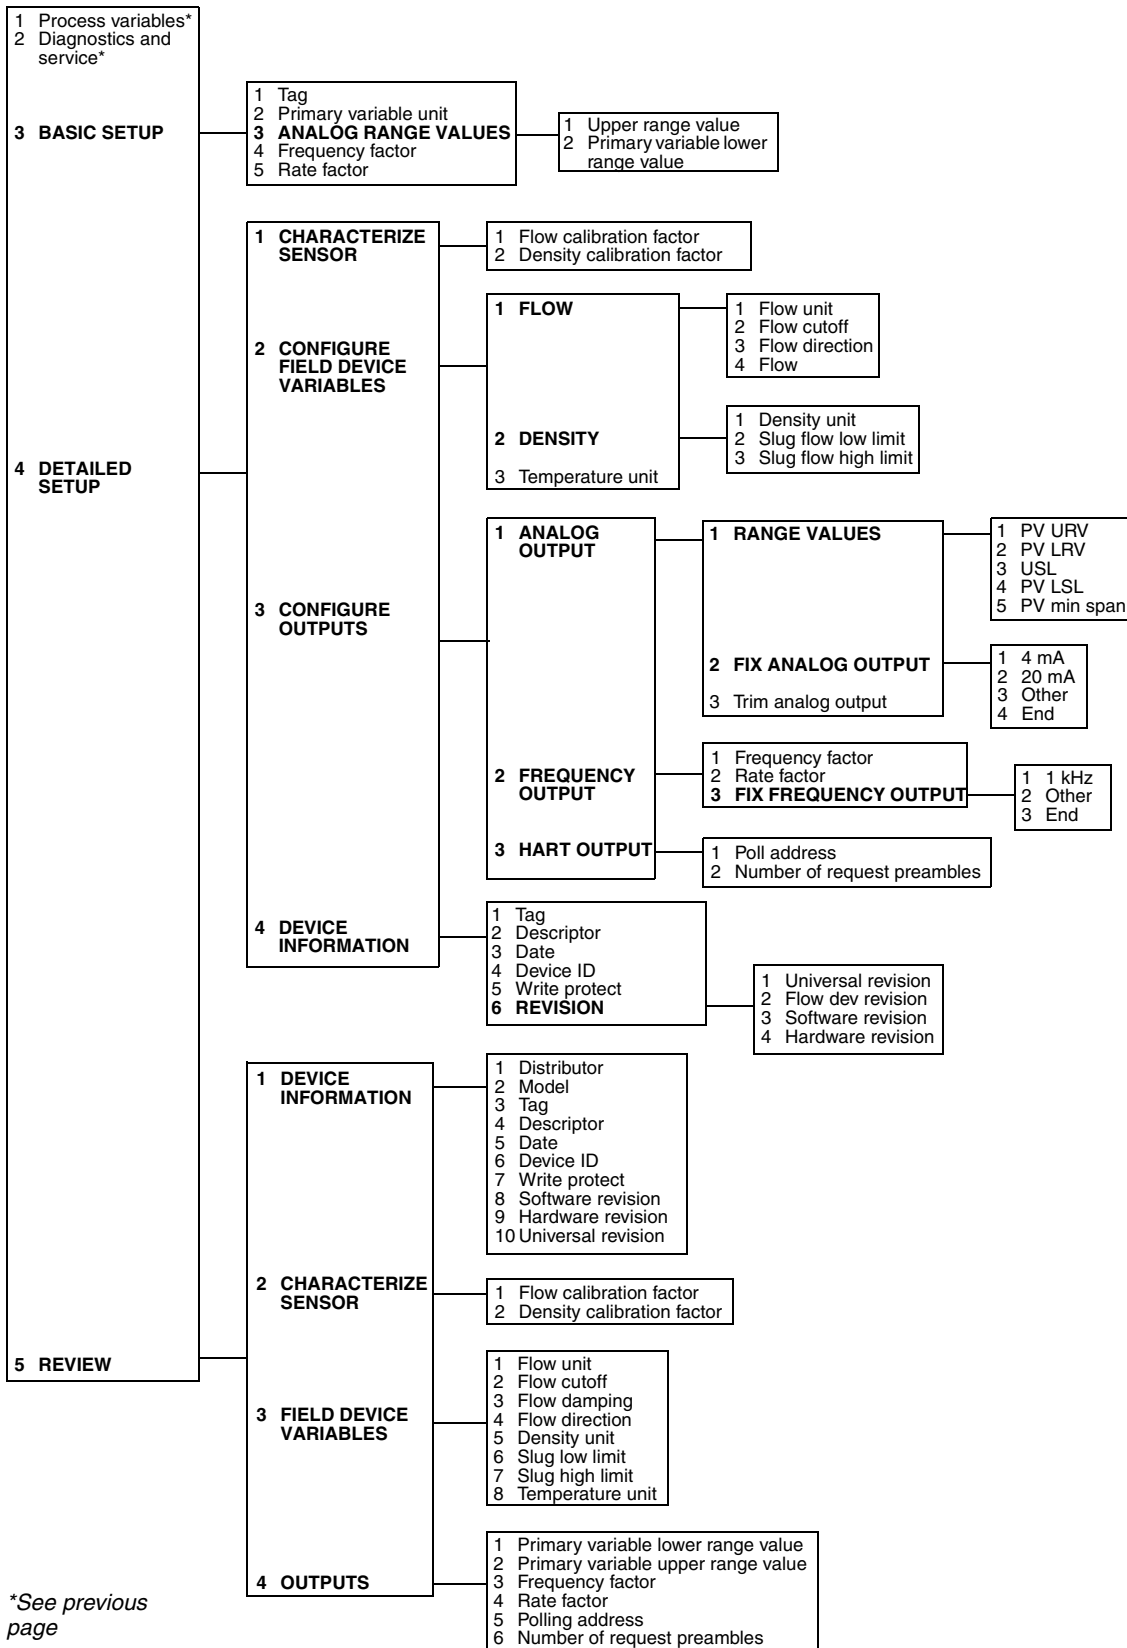 1 Process variables*
2 Diagnostics and
service*
3 BASIC SETUP
1 Tag
2 Primary variable unit
3 ANALOG RANGE VALUES
4 Frequency factor
5 Rate factor
1 Upper range value
2 Primary variable lower
range value
4 DETAILED
SETUP
1 CHARACTERIZE
SENSOR
1 Flow calibration factor
2 Density calibration factor
2 CONFIGURE
FIELD DEVICE
VARIABLES
1 FLOW
1 Flow unit
2 Flow cutoff
3 Flow direction
4 Flow
2 DENSITY
1 Density unit
2 Slug flow low limit
3 Slug flow high limit
3 Temperature unit
3 CONFIGURE
OUTPUTS
1 ANALOG
OUTPUT
1 RANGE VALUES
1 PV URV
2 PV LRV
3 USL
4 PV LSL
5 PV min span
2 FIX ANALOG OUTPUT
1 4 mA
2 20 mA
3 Other
4 End
3 Trim analog output
2 FREQUENCY
OUTPUT
1 Frequency factor
2 Rate factor
3 FIX FREQUENCY OUTPUT
1 1 kHz
2 Other
3 End
3 HART OUTPUT
1 Poll address
2 Number of request preambles
4 DEVICE
INFORMATION
1 Tag
2 Descriptor
3 Date
4 Device ID
5 Write protect
6 REVISION
1 Universal revision
2 Flow dev revision
3 Software revision
4 Hardware revision
5 REVIEW
1 DEVICE
INFORMATION
1 Distributor
2 Model
3 Tag
4 Descriptor
5 Date
6 Device ID
7 Write protect
8 Software revision
9 Hardware revision
10 Universal revision
2 CHARACTERIZE
SENSOR
1 Flow calibration factor
2 Density calibration factor
3 FIELD DEVICE
VARIABLES
1 Flow unit
2 Flow cutoff
3 Flow damping
4 Flow direction
5 Density unit
6 Slug low limit
7 Slug high limit
8 Temperature unit
4 OUTPUTS
1 Primary variable lower range value
2 Primary variable upper range value
3 Frequency factor
4 Rate factor
5 Polling address
6 Number of request preambles
*See previous
page